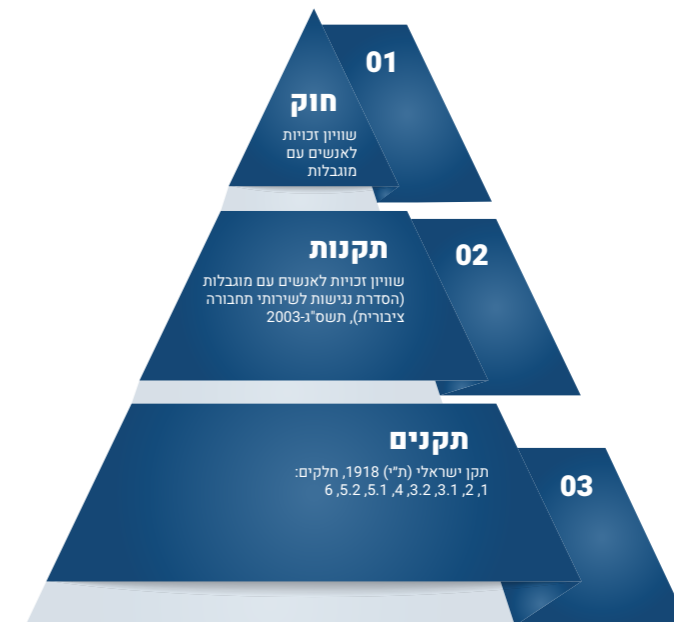 01
חוק
שוויון זכויות
לאנשים עם
מוגבלות
02
תקנות
שוויון זכויות לאנשים עם מוגבלות
(הסדרת נגישות לשירותי תחבורה
ציבורית), תשס"ג-2003
03
תקנים
תקן ישראלי (ת"י) 1918, חלקים:
1, 2, 3.1, 3.2, 4, 5.1, 5.2, 6